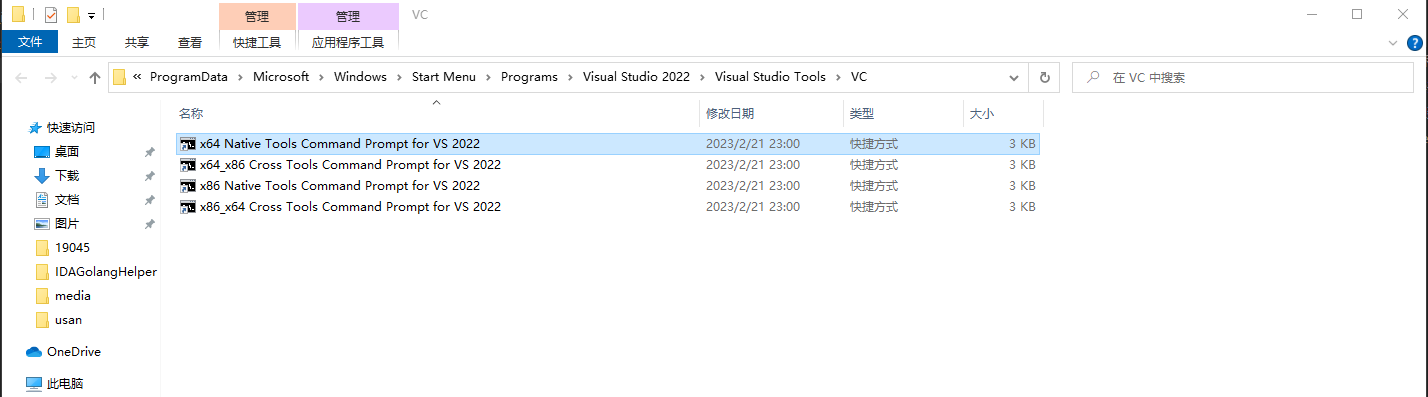 管理 管理 VC
文件 主页 共享 查看 快捷工具 应用程序工具
« ProgramData › Microsoft › Windows › Start Menu › Programs › Visual Studio 2022 › Visual Studio Tools › VC 在 VC 中搜索
名称 修改日期 类型 大小
快速访问
桌面
下载
文档
图片
19045
IDAGolangHelper
media
usan
OneDrive
此电脑
x64 Native Tools Command Prompt for VS 2022 2023/2/21 23:00 快捷方式 3 KB
x64_x86 Cross Tools Command Prompt for VS 2022 2023/2/21 23:00 快捷方式 3 KB
x86 Native Tools Command Prompt for VS 2022 2023/2/21 23:00 快捷方式 3 KB
x86_x64 Cross Tools Command Prompt for VS 2022 2023/2/21 23:00 快捷方式 3 KB